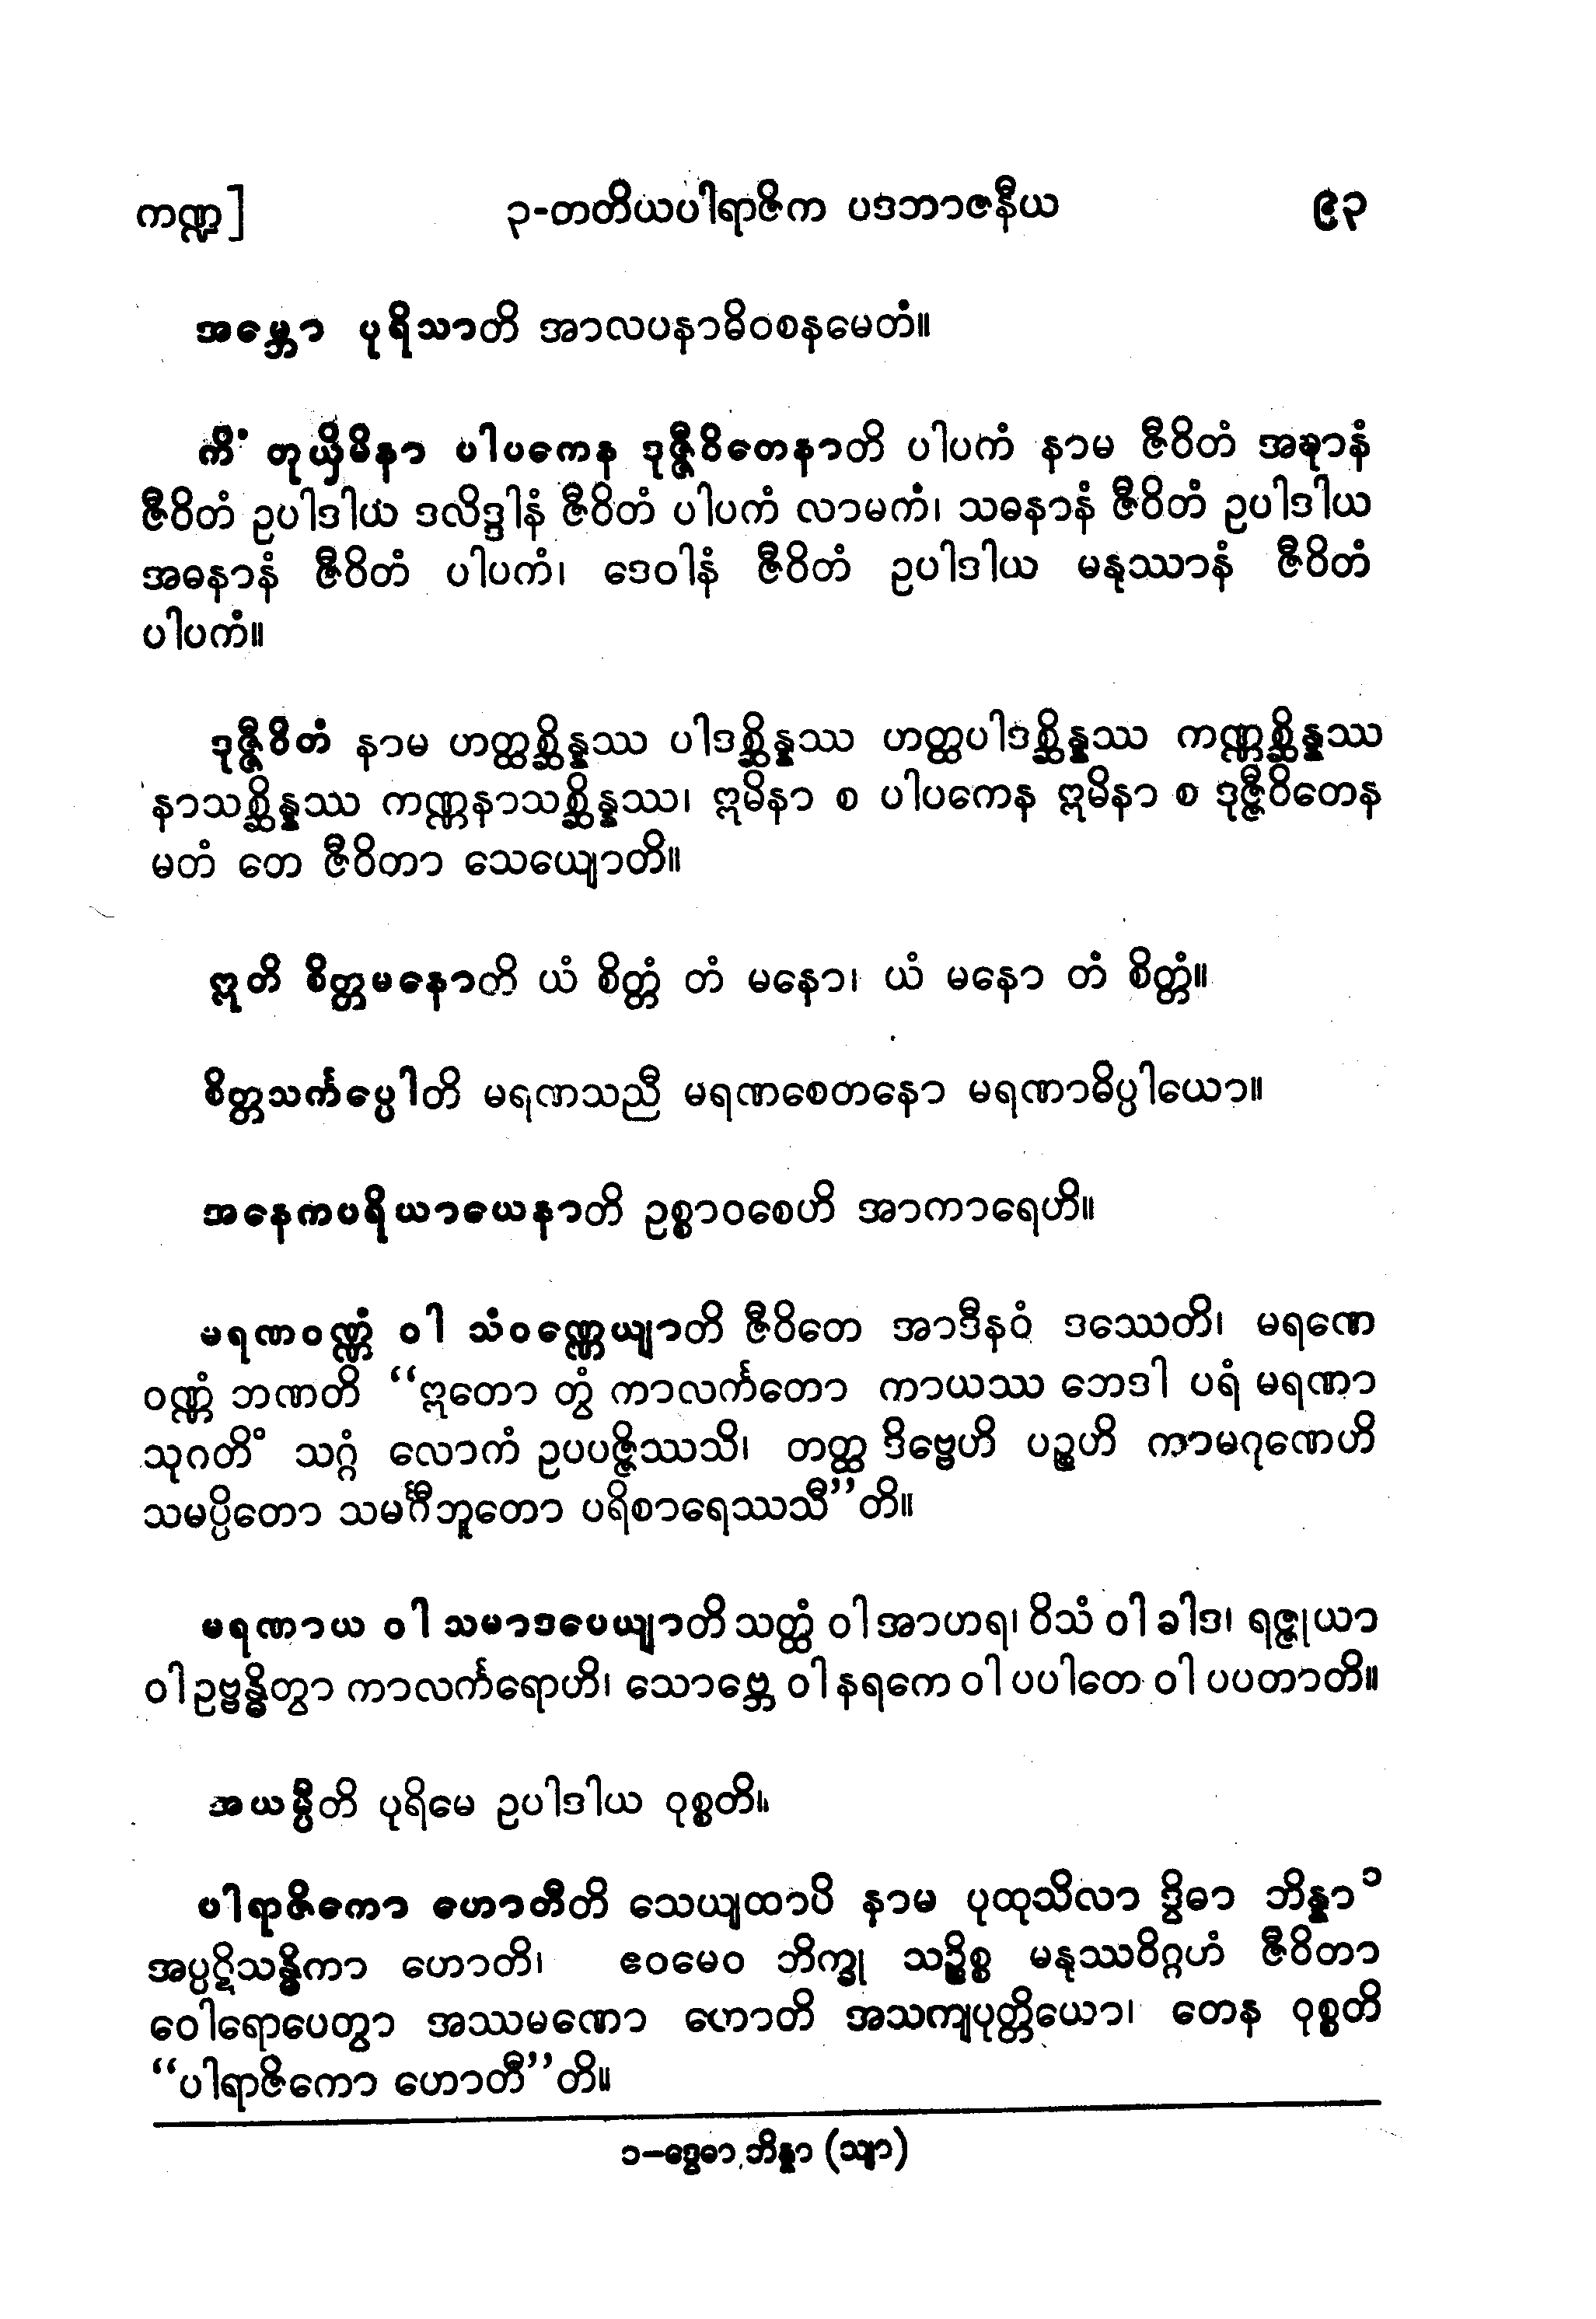 ကဏ္ဍ] ၃-တတိယပါရာဇိက ပဒဘာဇနီယ ၉၃
အမ္ဘော ပုရိသာတိ အာလပနာဓိဝစနမေတံ။
ကိံ တုယှိမိနာ ပါပကေန ဒုဇ္ဇီဝိတေနာတိ ပါပကံ နာမ ဇီဝိတံ အဍ္ဎာနံ
ဇီဝိတံ ဥပါဒါယ ဒလိဒ္ဒါနံ ဇီဝိတံ ပါပကံ လာမကံ၊ သဓနာနံ ဇီဝိတံ ဥပါဒါယ
အဓနာနံ ဇီဝိတံ ပါပကံ၊ ဒေဝါနံ ဇီဝိတံ ဥပါဒါယ မနုဿာနံ ဇီဝိတံ
ပါပကံ။
ဒုဇ္ဇီဝိတံ နာမ ဟတ္ထစ္ဆိန္နဿ ပါဒစ္ဆိန္နဿ ဟတ္ထပါဒစ္ဆိန္နဿ ကဏ္ဏစ္ဆိန္နဿ
နာသစ္ဆိန္နဿ ကဏ္ဏနာသစ္ဆိန္နဿ၊ ဣမိနာ စ ပါပကေန ဣမိနာ စ ဒုဇ္ဇီဝိတေန
မတံ တေ ဇီဝိတာ သေယျောတိ။
ဣတိ စိတ္တမနောတိ ယံ စိတ္တံ တံ မနော၊ ယံ မနော တံ စိတ္တံ။
စိတ္တသင်္ကပ္ပေါတိ မရဏသညီ မရဏစေတနော မရဏာဓိပ္ပါယော။
အနေကပရိယာယေနာတိ ဥစ္စာဝစေဟိ အာကာရေဟိ။
မရဏဝဏ္ဏံ ဝါ သံဝဏ္ဏေယျာတိ ဇီဝိတေ အာဒီနဝံ ဒဿေတိ၊ မရဏေ
ဝဏ္ဏံ ဘဏတိ “ဣတော တွံ ကာလင်္ကတော ကာယဿ ဘေဒါ ပရံ မရဏာ
သုဂတိံ သဂ္ဂံ လောကံ ဥပပဇ္ဇိဿသိ၊ တတ္ထ ဒိဗ္ဗေဟိ ပဉ္စဟိ ကာမဂုဏေဟိ
သမပ္ပိတော သမင်္ဂီဘူတော ပရိစာရေဿသီ”တိ။
မရဏာယ ဝါ သမာဒပေယျာတိ သတ္ထံ ဝါ အာဟရ၊ ဝိသံ ဝါ ခါဒ၊ ရဇ္ဇုယာ
ဝါ ဥဗ္ဗန္ဓိတွာ ကာလင်္ကရောဟိ၊ သောဗ္ဘေ ဝါ နရကေ ဝါ ပပါတေ ဝါ ပပတာတိ။
အယမ္ပီတိ ပုရိမေ ဥပါဒါယ ဝုစ္စတိ။
ပါရာဇိကော ဟောတီတိ သေယျထာပိ နာမ ပုထုသိလာ ဒွိဓာ ဘိန္နာ၁
အပ္ပဋိသန္ဓိကာ ဟောတိ၊ ဧဝမေဝ ဘိက္ခု သဉ္စိစ္စ မနုဿဝိဂ္ဂဟံ ဇီဝိတာ
ဝေါရောပေတွာ အဿမဏော ဟောတိ အသကျပုတ္တိယော၊ တေန ဝုစ္စတိ
“ပါရာဇိကော ဟောတီ”တိ။
၁–ဒွေဓာ ဘိန္နာ (သျာ)